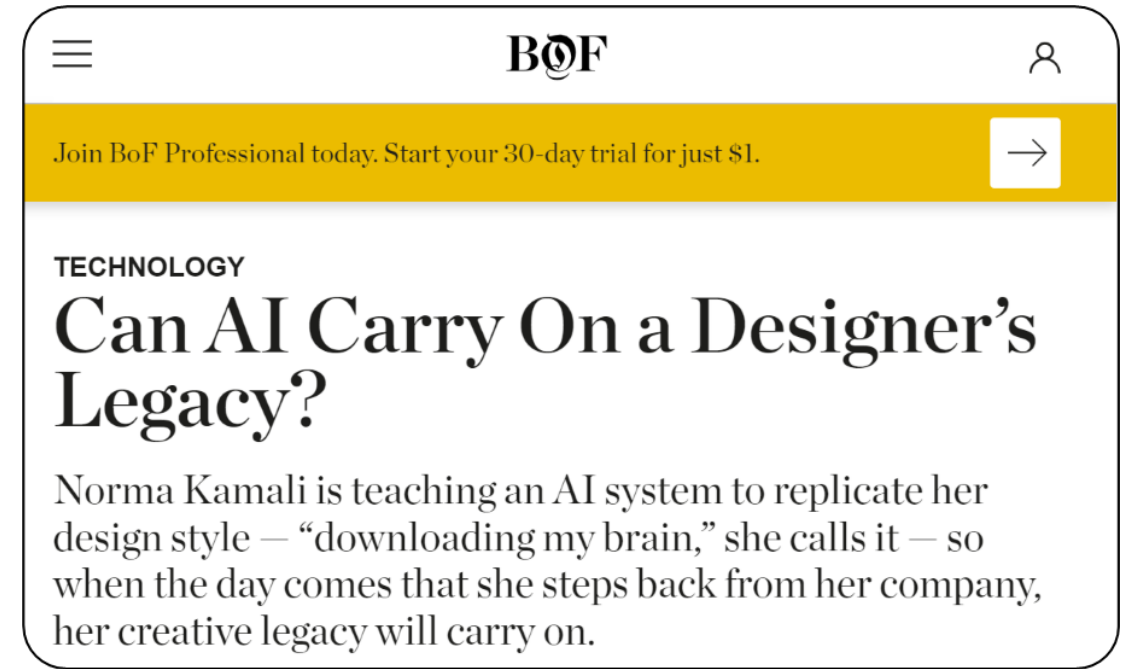 BOF
Join BoF Professional today. Start your 30-day trial for just $1.
TECHNOLOGY
Can AI Carry On a Designer’s
Legacy?
Norma Kamali is teaching an AI system to replicate her
design style — “downloading my brain,” she calls it — so
when the day comes that she steps back from her company,
her creative legacy will carry on.